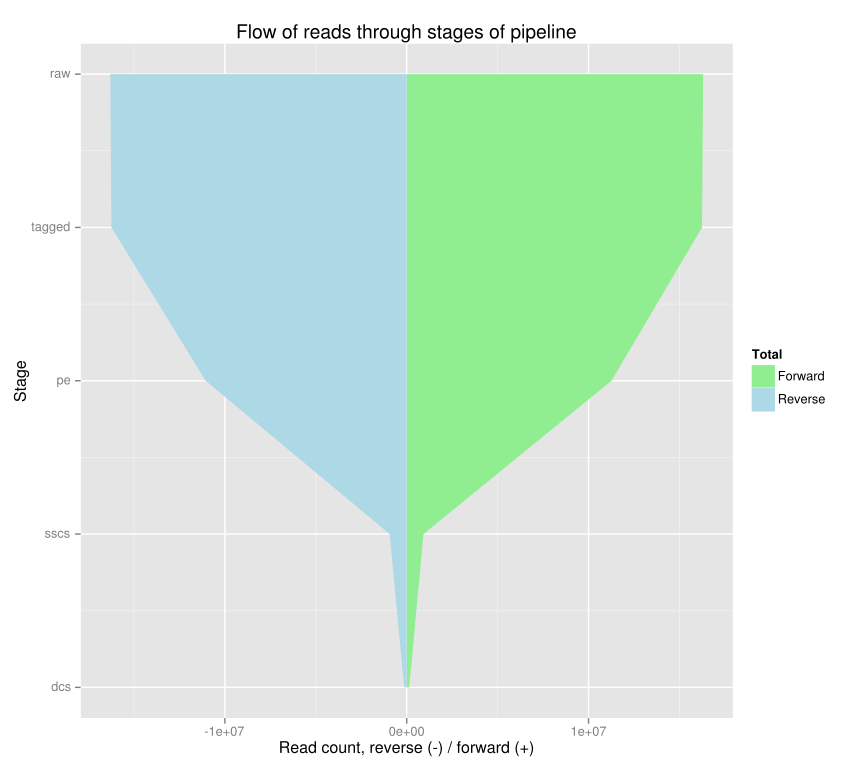 Flow of reads through stages of pipeline
raw
tagged
pe
sscs
dcs
Stage
-1e+07
0e+00
1e+07
Read count, reverse (-) / forward (+)
Total
Forward
Reverse